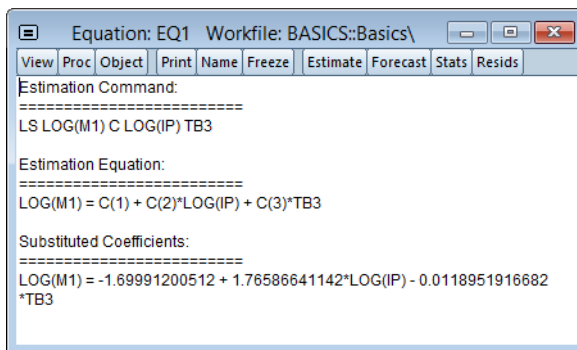 Equation: EQ1 Workfile: BASICS::Basics\
View Proc Object Print Name Freeze Estimate Forecast Stats Resids
Estimation Command:
=========================
LS LOG(M1) C LOG(IP) TB3
Estimation Equation:
=========================
LOG(M1) = C(1) + C(2)*LOG(IP) + C(3)*TB3
Substituted Coefficients:
=========================
LOG(M1) = -1.69991200512 + 1.76586641142*LOG(IP) - 0.0118951916682
*TB3